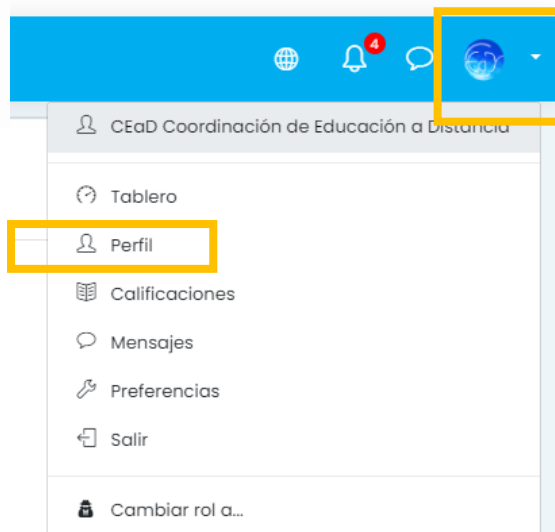 4
CEaD Coordinación de Educación a Distancia
Tablero
Perfil
Calificaciones
Mensajes
Preferencias
Salir
Cambiar rol a...